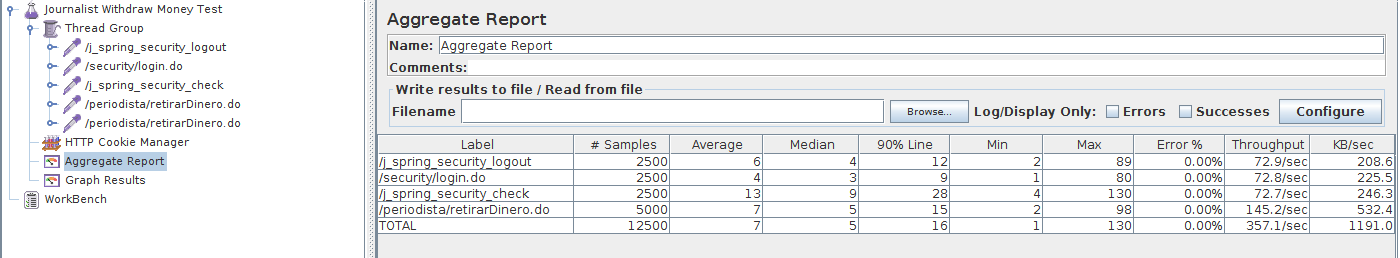 Journalist Withdraw Money Test
Thread Group
/j_spring_security_logout
/security/login.do
/j_spring_security_check
/periodista/retirarDinero.do
/periodista/retirarDinero.do
HTTP Cookie Manager
Aggregate Report
Graph Results
WorkBench
Aggregate Report
Name: Aggregate Report
Comments:
Write results to file / Read from file
Filename Browse... Log/Display Only: Errors Successes Configure
Label # Samples Average Median 90% Line Min Max Error % Throughput KB/sec
/j_spring_security_logout 2500 6 4 12 2 89 0.00% 72.9/sec 208.6
/security/login.do 2500 4 3 9 1 80 0.00% 72.8/sec 225.5
/j_spring_security_check 2500 13 9 28 4 130 0.00% 72.7/sec 246.3
/periodista/retirarDinero.do 5000 7 5 15 2 98 0.00% 145.2/sec 532.4
TOTAL 12500 7 5 16 1 130 0.00% 357.1/sec 1191.0